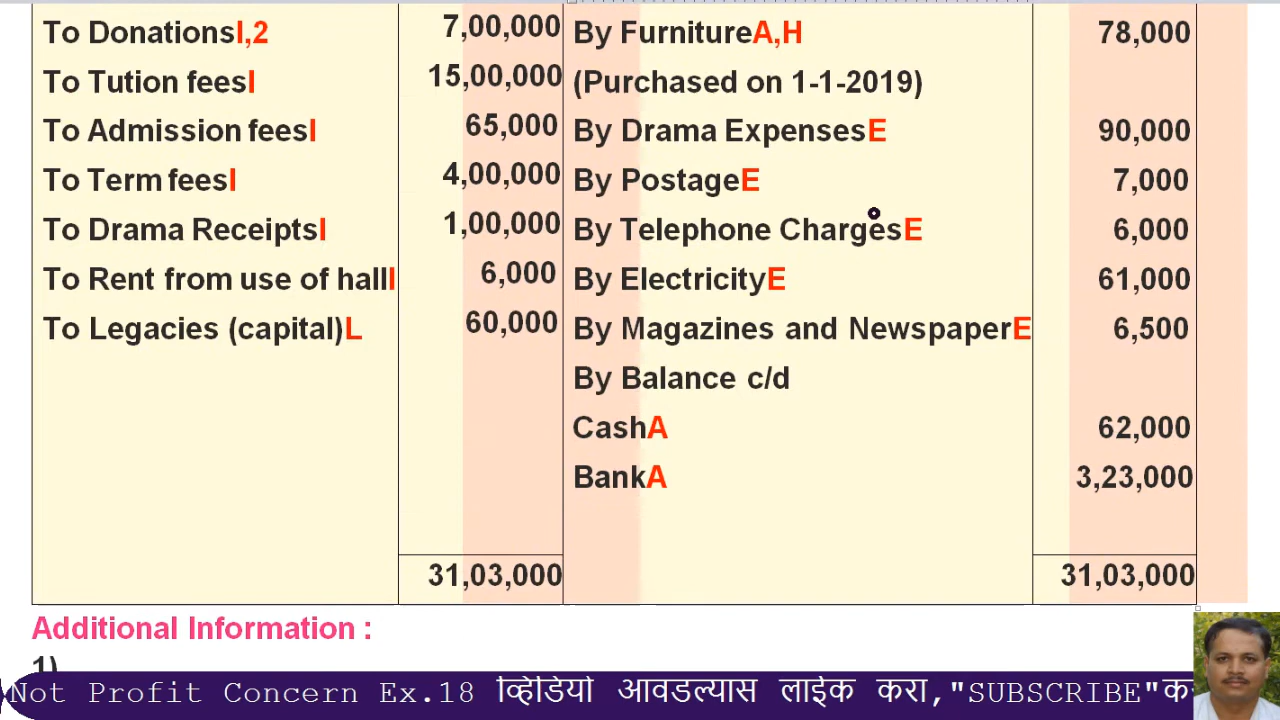 To DonationsI,2 7,00,000 By FurnitureA,H 78,000
To Tution feesI 15,00,000 (Purchased on 1-1-2019)
To Admission feesI 65,000 By Drama ExpensesE 90,000
To Term feesI 4,00,000 By PostageE 7,000
To Drama ReceiptsI 1,00,000 By Telephone ChargesE 6,000
To Rent from use of hallI 6,000 By ElectricityE 61,000
To Legacies (capital)L 60,000 By Magazines and NewspaperE 6,500
By Balance c/d
CashA 62,000
BankA 3,23,000
31,03,000 31,03,000
Additional Information :
1)
Not Profit Concern Ex.18 व्हिडियो आवडल्यास लाईक करा,"SUBSCRIBE"कर